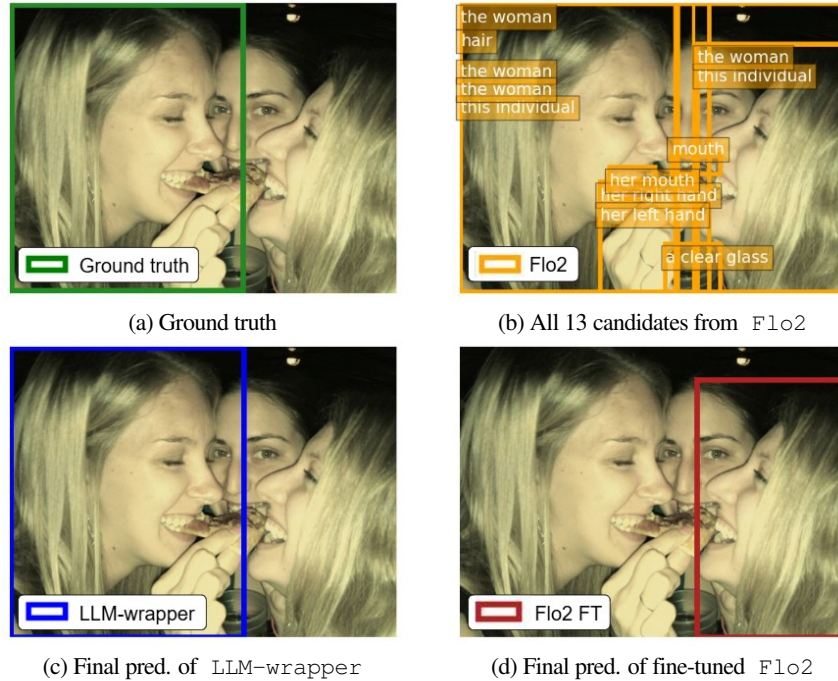 the woman
hair
the woman
the woman
this individual
the woman
this individual
mouth
her mouth
her right hand
her left hand
a clear glass
Ground truth
Flo2
(a) Ground truth
(b) All 13 candidates from Flo2
LLM-wrapper
Flo2 FT
(c) Final pred. of LLM-wrapper
(d) Final pred. of fine-tuned Flo2